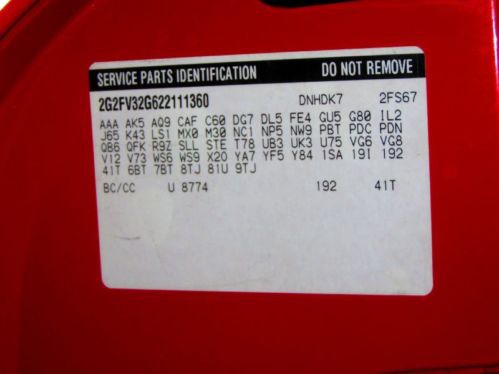 SERVICE PARTS IDENTIFICATION DO NOT REMOVE
2G2FV32G622111360 DNHDK7 2FS67
AAA AK5 AQ9 CAF C60 DG7 DL5 FE4 GU5 G80 IL2
J65 K43 LS1 MX0 M30 NC1 NP5 NW9 PBT PDC PDN
QB6 QFK R9Z SLL STE T78 UB3 UK3 U75 VG6 VG8
V12 V73 WS6 WS9 X20 YA7 YF5 Y84 1SA 19I 192
41T 6BT 7BT 8TJ 81U 9TJ
BC/CC U 8774 192 41T